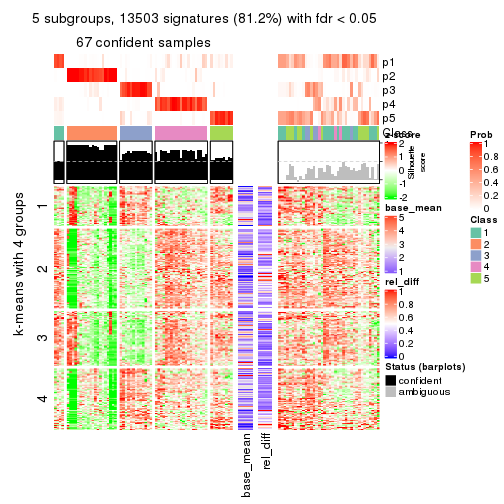 5 subgroups, 13503 signatures (81.2%) with fdr < 0.05
67 confident samples
p1
p2
p3
p4
p5
Class
k-means with 4 groups
1
2
3
4
Silhouette
score
base_mean
rel_diff
z-score
2
1
0
-1
-2
base_mean
5
4
3
2
1
rel_diff
1
0.8
0.6
0.4
0.2
0
Status (barplots)
confident
ambiguous
Prob
1
0.8
0.6
0.4
0.2
0
Class
1
2
3
4
5